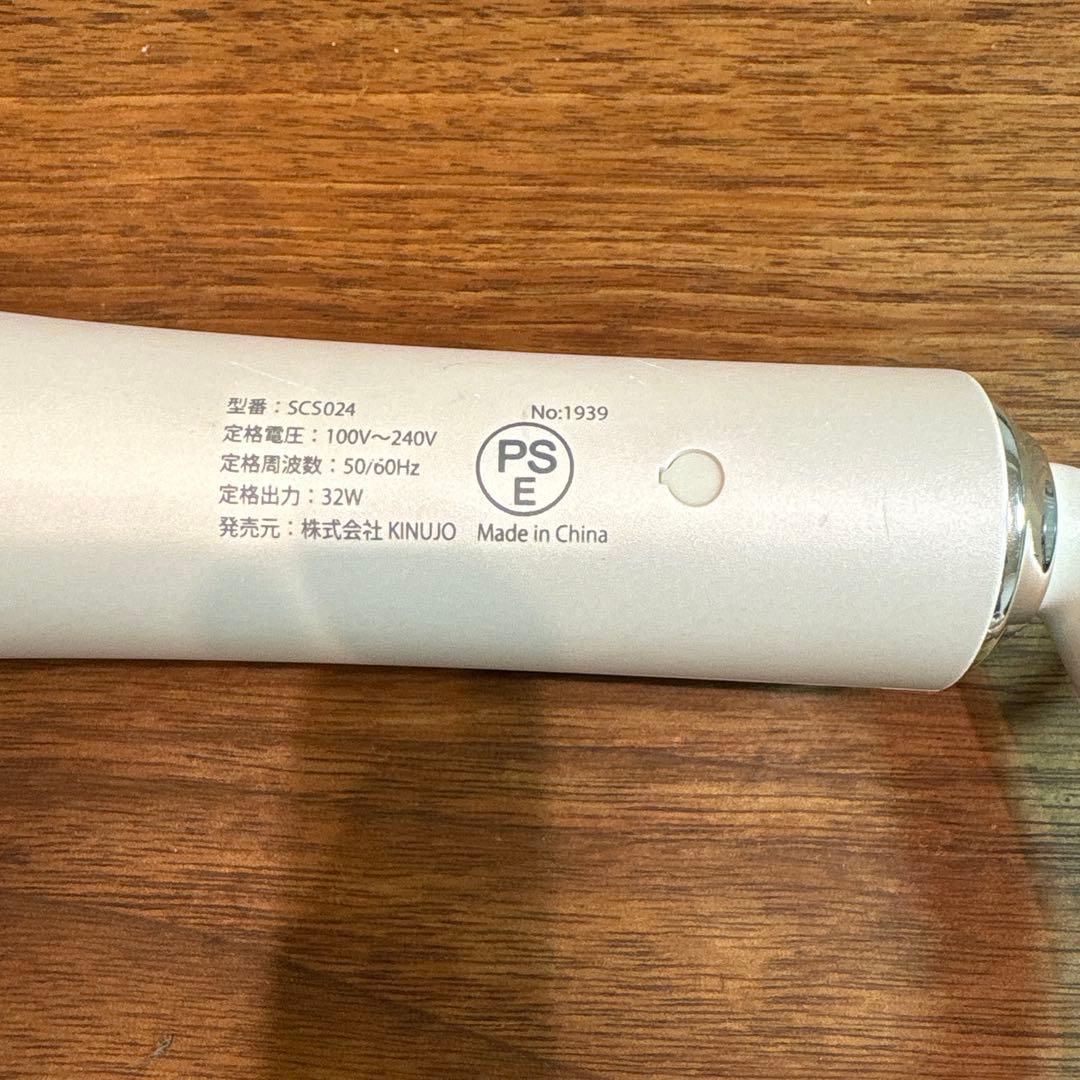 型番：SCS024
定格電圧：100V～240V
定格周波数：50/60Hz
定格出力：32W
発売元：株式会社 KINUJO
No:1939
PS
E
Made in China